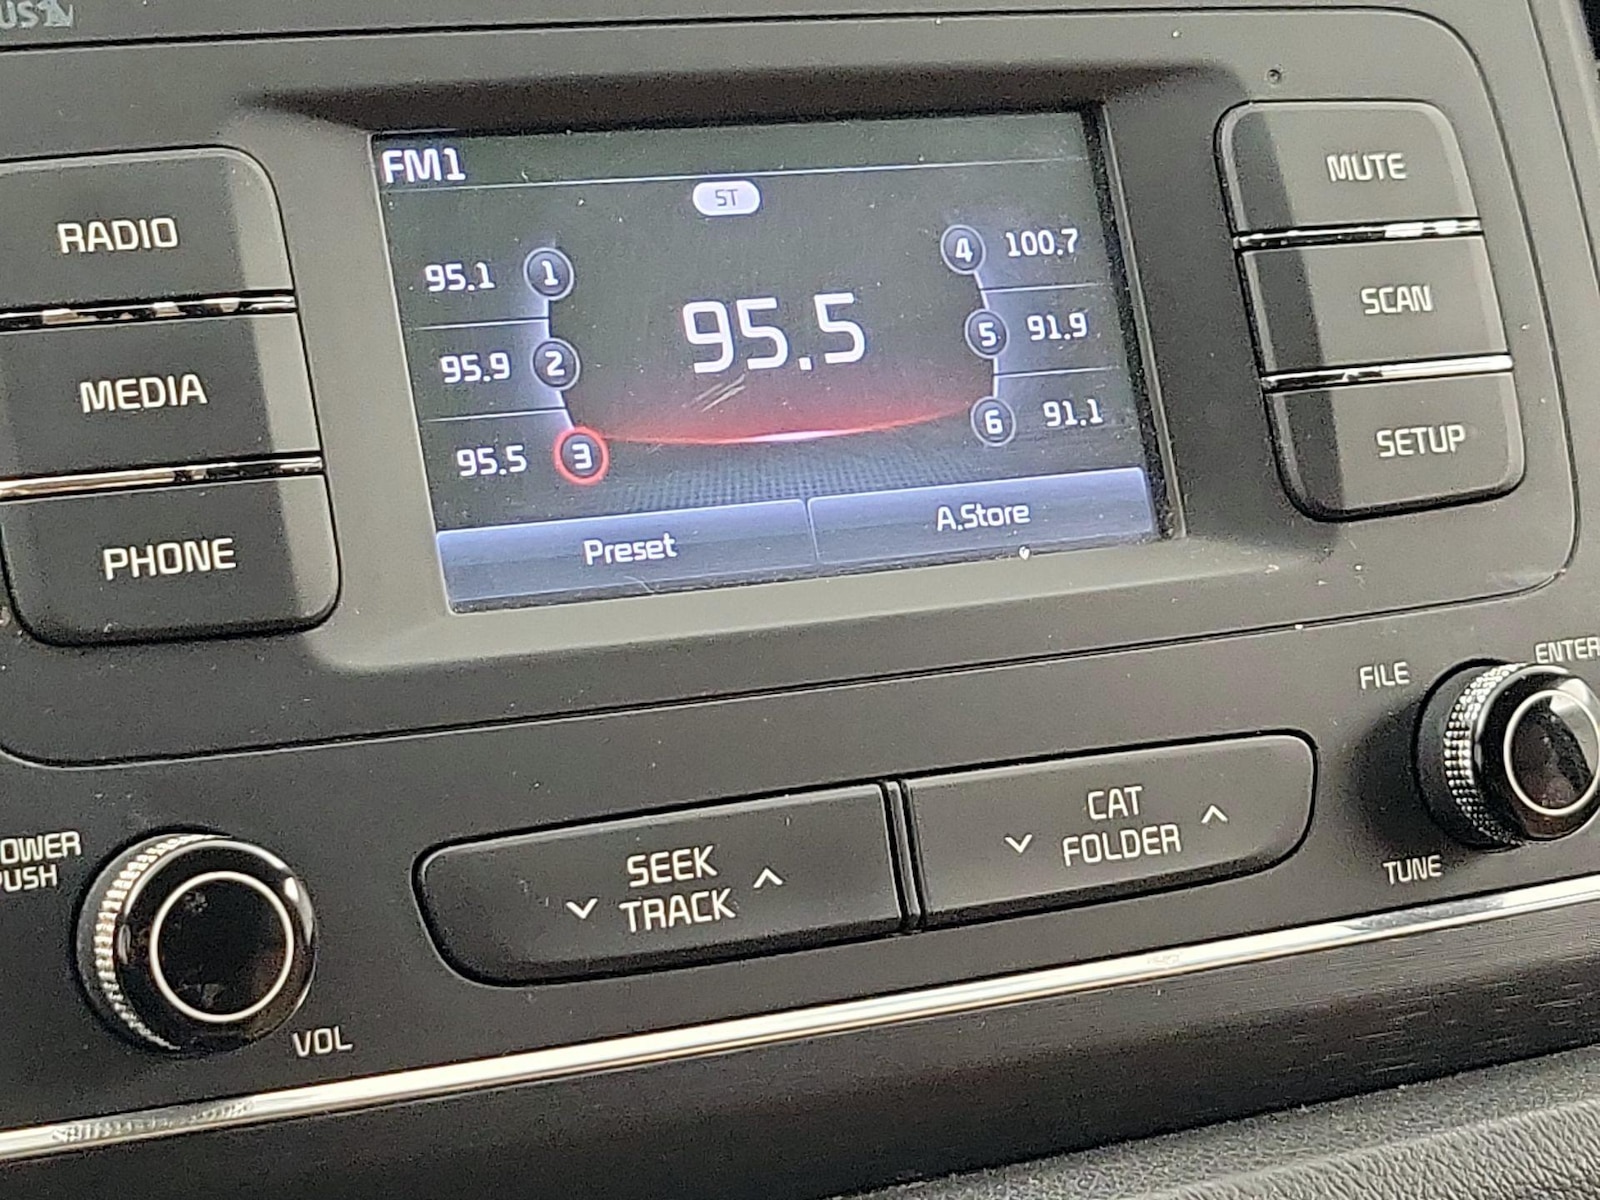 FM1
ST
RADIO
MEDIA
PHONE
95.1 1
95.9 2
95.5 3
95.5
4 100.7
5 91.9
6 91.1
Preset
A.Store
MUTE
SCAN
SETUP
SEEK
TRACK
CAT
FOLDER
FILE
ENTER
TUNE
VOL